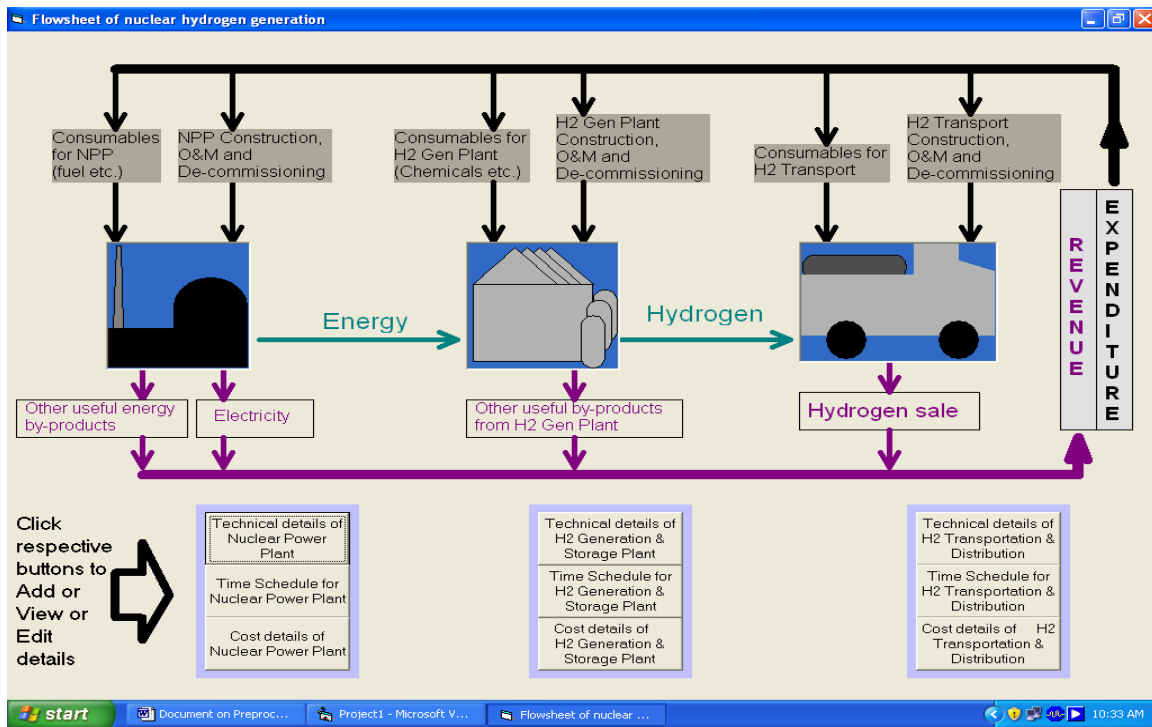 Flowsheet of nuclear hydrogen generation
Consumables
for NPP
(fuel etc.)
NPP Construction,
O&M and
De-commissioning
Consumables for
H2 Gen Plant
(Chemicals etc.)
H2 Gen Plant
Construction,
O&M and
De-commissioning
Consumables for
H2 Transport
H2 Transport
Construction,
O&M and
De-commissioning
REVENUE
EXPENDITURE
Energy
Hydrogen
Other useful energy
by-products
Electricity
Other useful by-products
from H2 Gen Plant
Hydrogen sale
Click
respective
buttons to
Add or
View or
Edit
details
Technical details of
Nuclear Power
Plant
Time Schedule for
Nuclear Power Plant
Cost details of
Nuclear Power Plant
Technical details of
H2 Generation &
Storage Plant
Time Schedule for
H2 Generation &
Storage Plant
Cost details of
H2 Generation &
Storage Plant
Technical details of
H2 Transportation &
Distribution
Time Schedule for
H2 Transportation &
Distribution
Cost details of H2
Transportation &
Distribution
start
Document on Preproc...
Project1 - Microsoft V...
Flowsheet of nuclear ...
10:33 AM